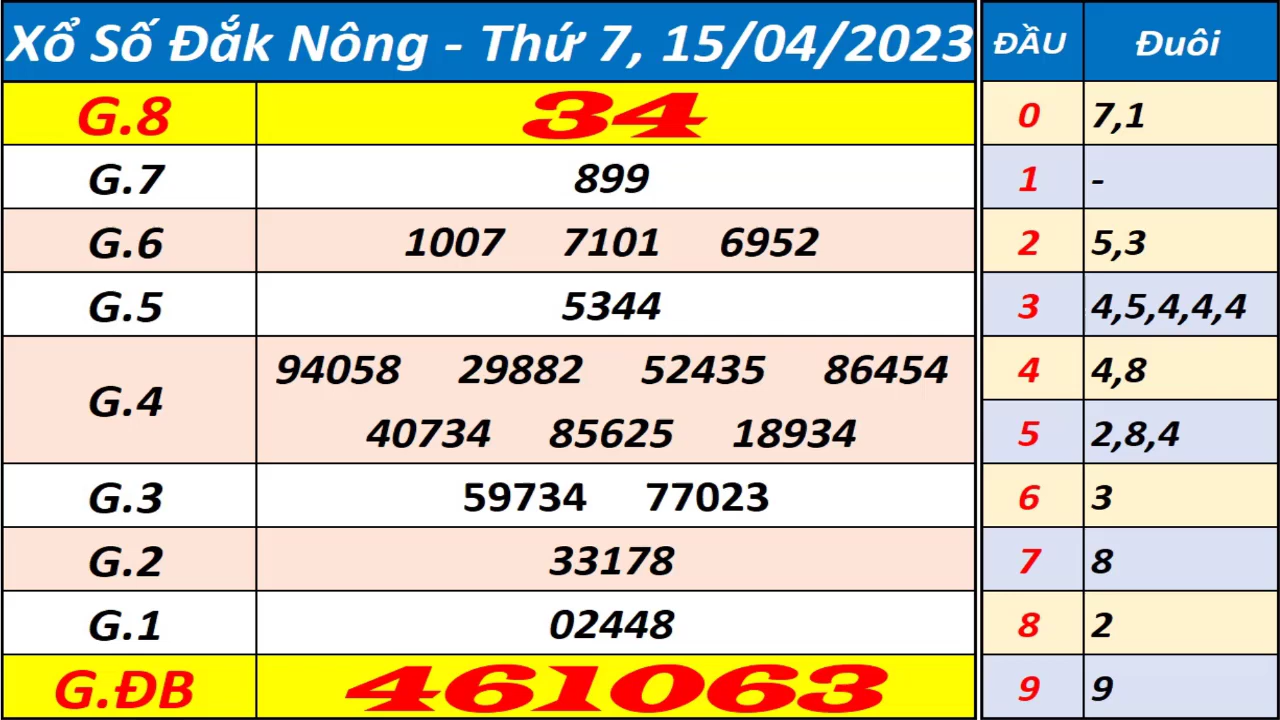 Xổ Số Đắk Nông - Thứ 7, 15/04/2023 ĐẦU Đuôi
G.8 34 0 7,1
G.7 899 1 -
G.6 1007 7101 6952 2 5,3
G.5 5344 3 4,5,4,4,4
G.4 94058 29882 52435 86454 4 4,8
40734 85625 18934 5 2,8,4
G.3 59734 77023 6 3
G.2 33178 7 8
G.1 02448 8 2
G.ĐB 461063 9 9